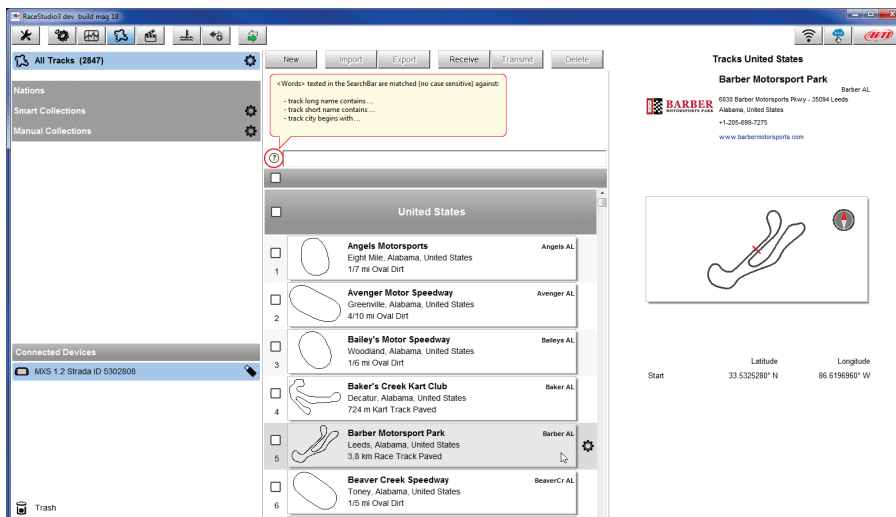 RaceStudio3 dev build mag 18
All Tracks (2847)
Nations
Smart Collections
Manual Collections
Connected Devices
MXS 1.2 Strada ID 5302808
Trash
New Import Export Receive Transmit Delete
<Words> texted in the SearchBar are matched (no case sensitive) against:
- track long name contains...
- track short name contains...
- track city begins with...
?
United States
Angels Motorsports Angels AL
Eight Mile, Alabama, United States
1/7 mi Oval Dirt
1
Avenger Motor Speedway Avenger AL
Greenville, Alabama, United States
4/10 mi Oval Dirt
2
Bailey's Motor Speedway Baileys AL
Woodland, Alabama, United States
1/6 mi Oval Dirt
3
Baker's Creek Kart Club Baker AL
Decatur, Alabama, United States
724 m Kart Track Paved
4
Barber Motorsport Park Barber AL
Leeds, Alabama, United States
3,8 km Race Track Paved
5
Beaver Creek Speedway BeaverCr AL
Toney, Alabama, United States
1/5 mi Oval Dirt
6
AiM
Tracks United States
Barber Motorsport Park
Barber AL
BARBER
MOTORSPORTS PARK
6030 Barber Motorsports Pkwy - 35094 Leeds
Alabama, United States
+1-205-699-7275
www.barbermotorsports.com
Latitude Longitude
Start 33.5325280° N 86.6196960° W